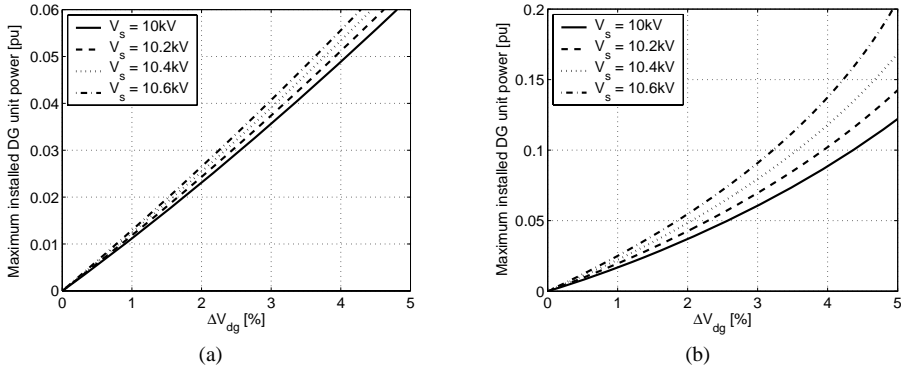 Maximum installed DG unit power [pu]
0.06
0.05
0.04
0.03
0.02
0.01
0
V_s = 10kV
V_s = 10.2kV
V_s = 10.4kV
V_s = 10.6kV
0 1 2 3 4 5
ΔV_dg [%]
(a)
Maximum installed DG unit power [pu]
0.20
0.15
0.1
0.05
0
V_s = 10kV
V_s = 10.2kV
V_s = 10.4kV
V_s = 10.6kV
0 1 2 3 4 5
ΔV_dg [%]
(b)